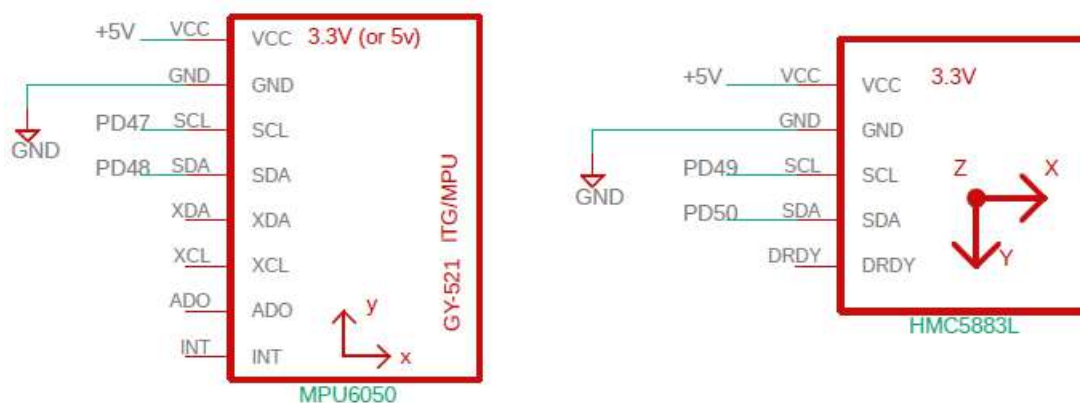 +5V VCC VCC 3.3V (or 5v)
GND GND
GND
PD47 SCL SCL
PD48 SDA SDA
XDA XDA
XCL XCL
ADO ADO
INT INT
y
x
GY-521 ITG/MPU
MPU6050
+5V VCC VCC 3.3V
GND GND
GND
PD49 SCL SCL
PD50 SDA SDA
DRDY DRDY
Z
X
Y
HMC5883L